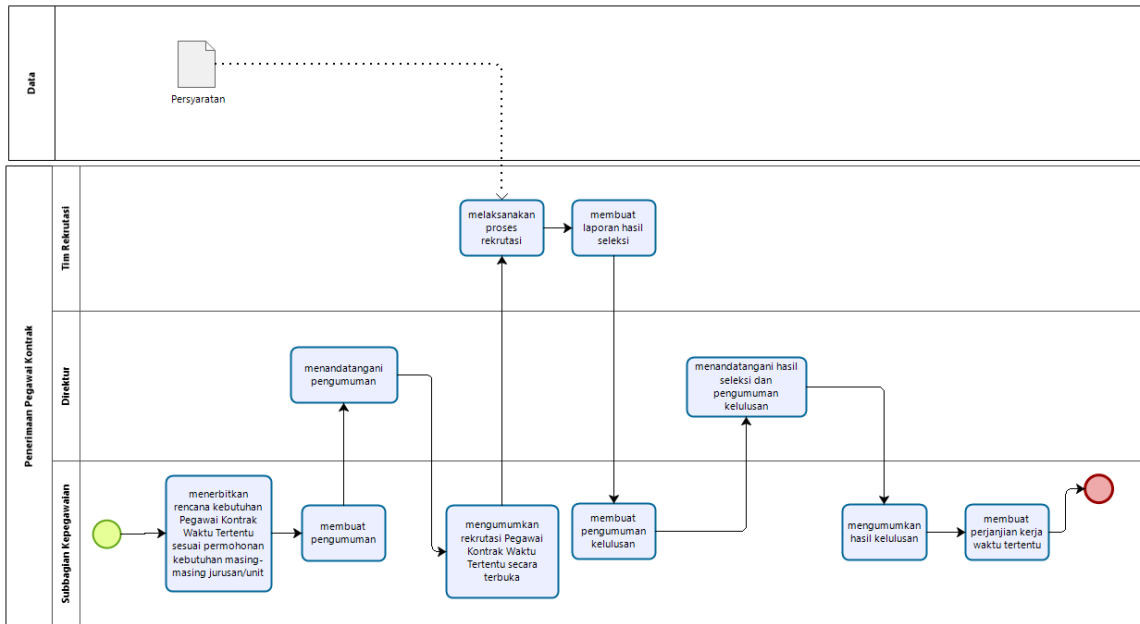 Data
Persyaratan
Penerimaan Pegawai Kontrak
Tim Rekrutasi
melaksanakan
proses
rekrutasi
membuat
laporan hasil
seleksi
Direktur
menandatangani
pengumuman
menandatangani hasil
seleksi dan
pengumuman
kelulusan
Subbagian Kepegawaian
menerbitkan
rencana kebutuhan
Pegawai Kontrak
Waktu Tertentu
sesuai permohonan
kebutuhan masing-
masing jurusan/unit
membuat
pengumuman
mengumumkan
rekrutasi Pegawai
Kontrak Waktu
Tertentu secara
terbuka
membuat
pengumuman
kelulusan
mengumumkan
hasil kelulusan
membuat
perjanjian kerja
waktu tertentu